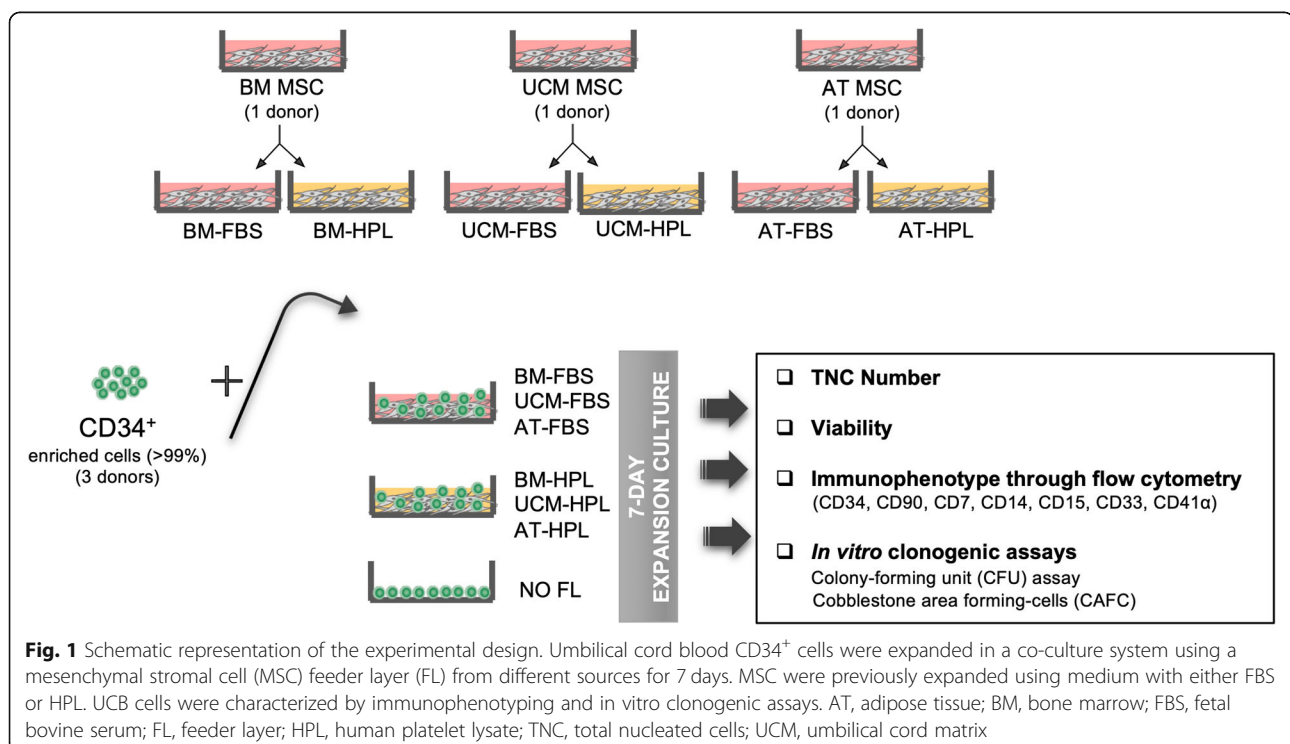 BM MSC
(1 donor)
UCM MSC
(1 donor)
AT MSC
(1 donor)
BM-FBS
BM-HPL
UCM-FBS
UCM-HPL
AT-FBS
AT-HPL
+
CD34+
enriched cells (>99%)
(3 donors)
BM-FBS
UCM-FBS
AT-FBS
BM-HPL
UCM-HPL
AT-HPL
NO FL
7-DAY
EXPANSION CULTURE
❑ TNC Number
❑ Viability
❑ Immunophenotype through flow cytometry
(CD34, CD90, CD7, CD14, CD15, CD33, CD41α)
❑ In vitro clonogenic assays
Colony-forming unit (CFU) assay
Cobblestone area forming-cells (CAFC)
Fig. 1 Schematic representation of the experimental design. Umbilical cord blood CD34+ cells were expanded in a co-culture system using a
mesenchymal stromal cell (MSC) feeder layer (FL) from different sources for 7 days. MSC were previously expanded using medium with either FBS
or HPL. UCB cells were characterized by immunophenotyping and in vitro clonogenic assays. AT, adipose tissue; BM, bone marrow; FBS, fetal
bovine serum; FL, feeder layer; HPL, human platelet lysate; TNC, total nucleated cells; UCM, umbilical cord matrix